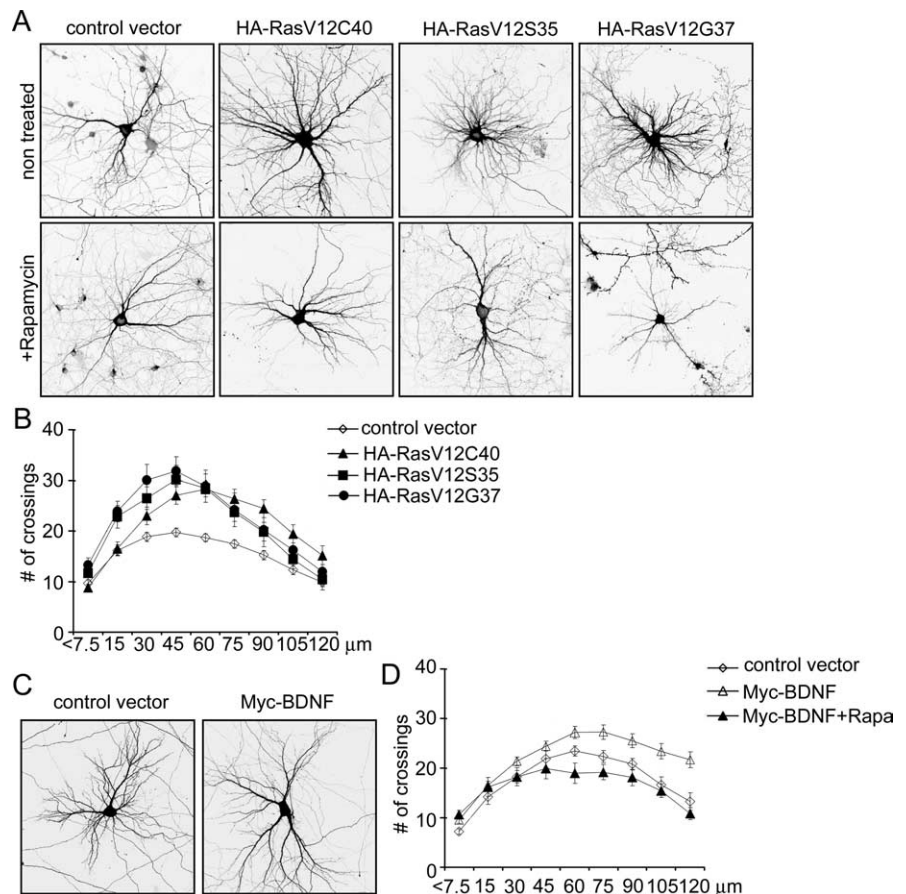 A
control vector HA-RasV12C40 HA-RasV12S35 HA-RasV12G37
non treated
+Rapamycin
B
40
30
20
10
0
# of crossings
<7.5 15 30 45 60 75 90 105 120 µm
control vector
HA-RasV12C40
HA-RasV12S35
HA-RasV12G37
C
control vector Myc-BDNF
D
40
30
20
10
0
# of crossings
<7.5 15 30 45 60 75 90 105 120 µm
control vector
Myc-BDNF
Myc-BDNF+Rapa